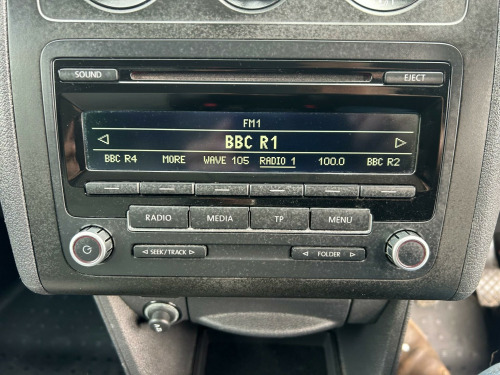 SOUND EJECT
FM1
BBC R1
BBC R4 MORE WAVE 105 RADIO 1 100.0 BBC R2
RADIO MEDIA TP MENU
SEEK/TRACK FOLDER